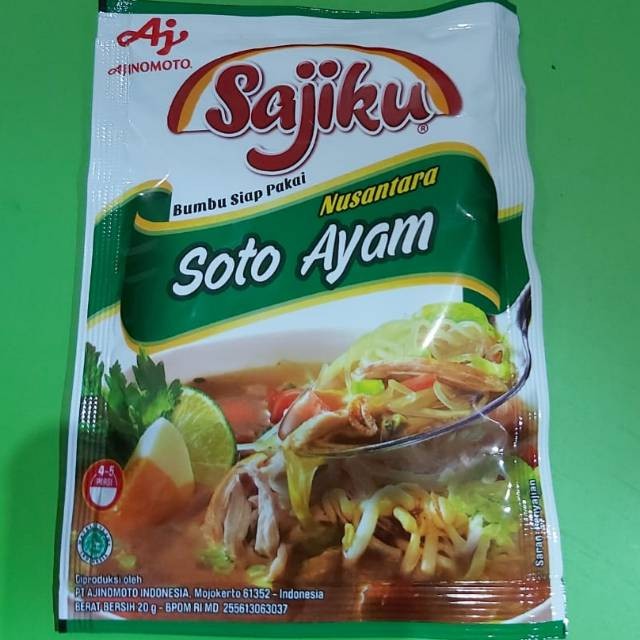 AJINOMOTO.
Sajiku®
Bumbu Siap Pakai
Nusantara
Soto Ayam
4-5
PORSI
Saran Penyajian
Diproduksi oleh
PT AJINOMOTO INDONESIA, Mojokerto 61352 - Indonesia
BERAT BERSIH 20 g - BPOM RI MD 255613063037